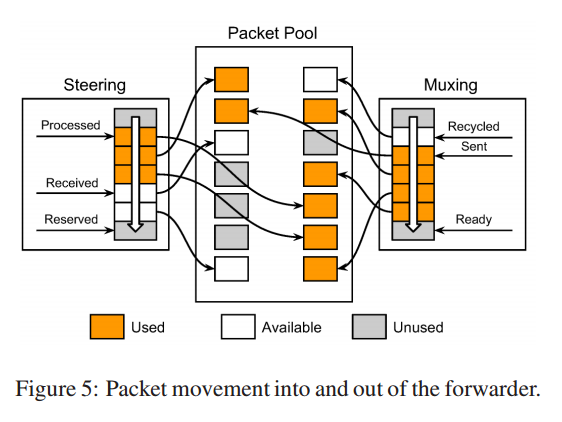 Packet Pool
Steering
Muxing
Processed
Received
Reserved
Recycled
Sent
Ready
Used
Available
Unused
Figure 5: Packet movement into and out of the forwarder.